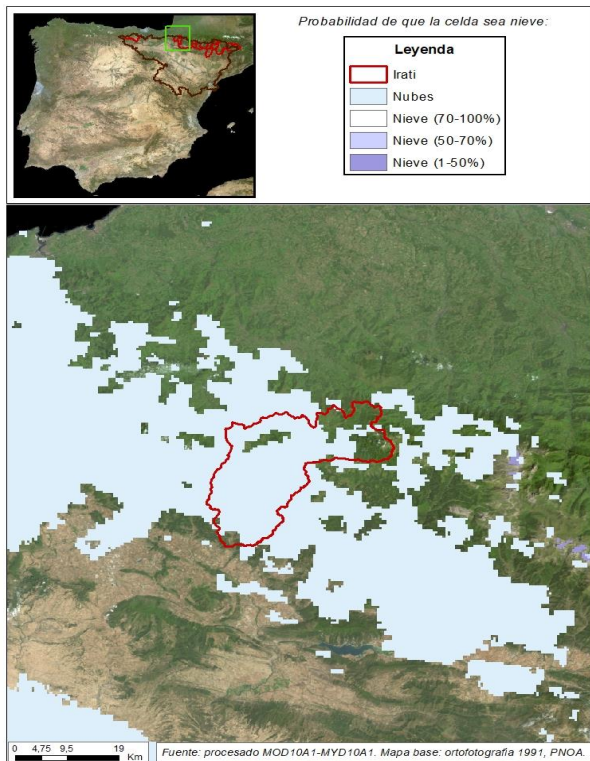 Probabilidad de que la celda sea nieve:
Leyenda
Irati
Nubes
Nieve (70-100%)
Nieve (50-70%)
Nieve (1-50%)
0 4,75 9,5 19
Km
Fuente: procesado MOD10A1-MYD10A1. Mapa base: ortofotografia 1991, PNOA.